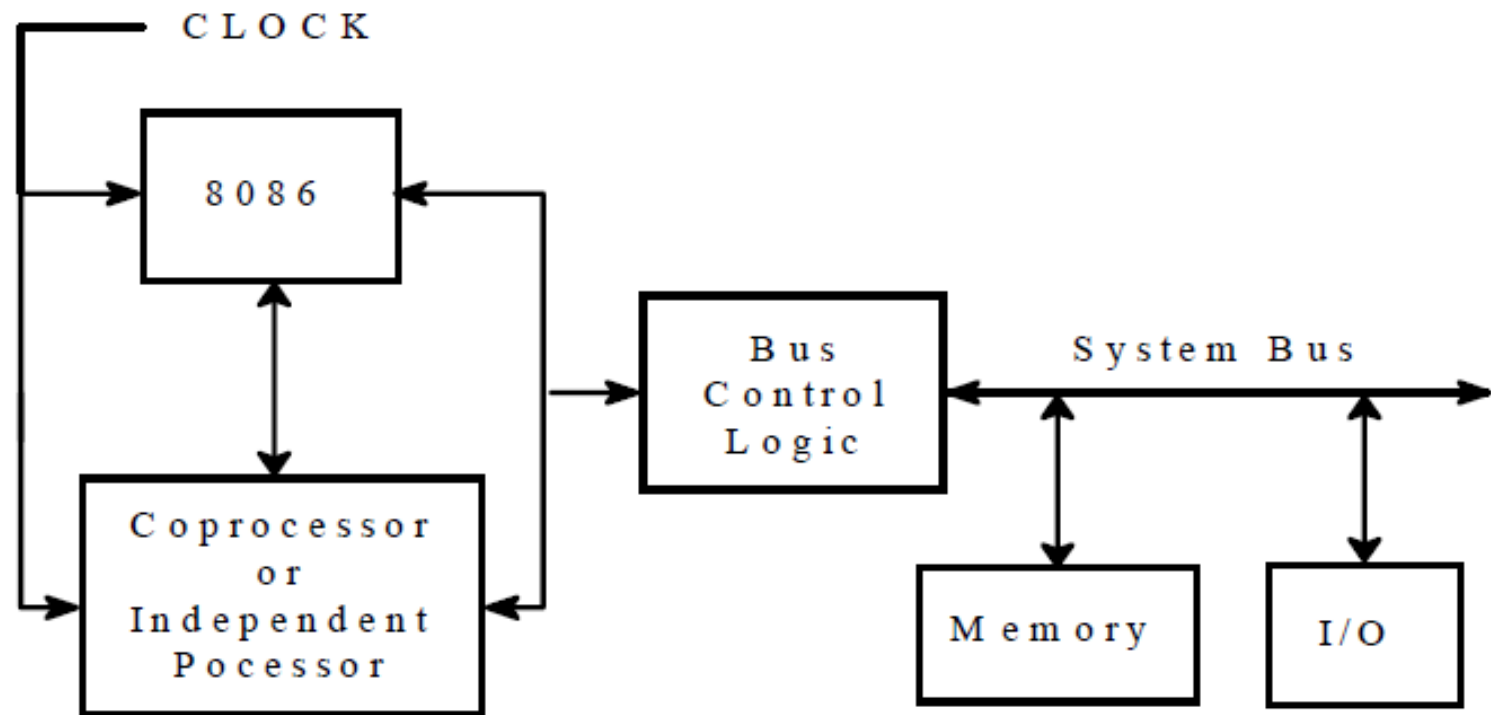 CLOCK
8086
Bus
Control
Logic
System Bus
Coprocessor
or
Independent
Pocessor
Memory
I/O